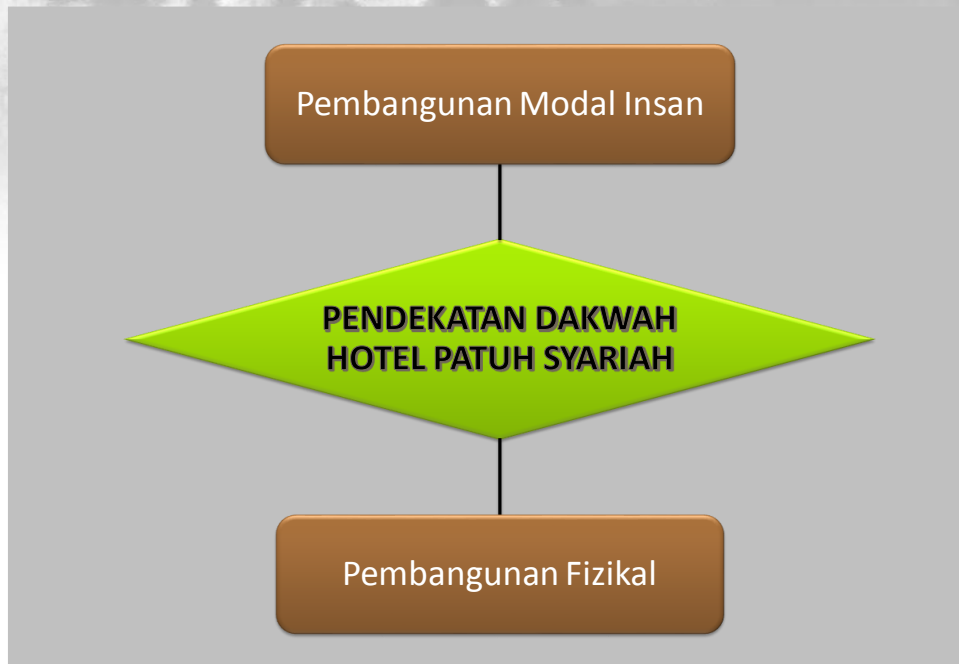 Pembangunan Modal Insan
PENDEKATAN DAKWAH
HOTEL PATUH SYARIAH
Pembangunan Fizikal